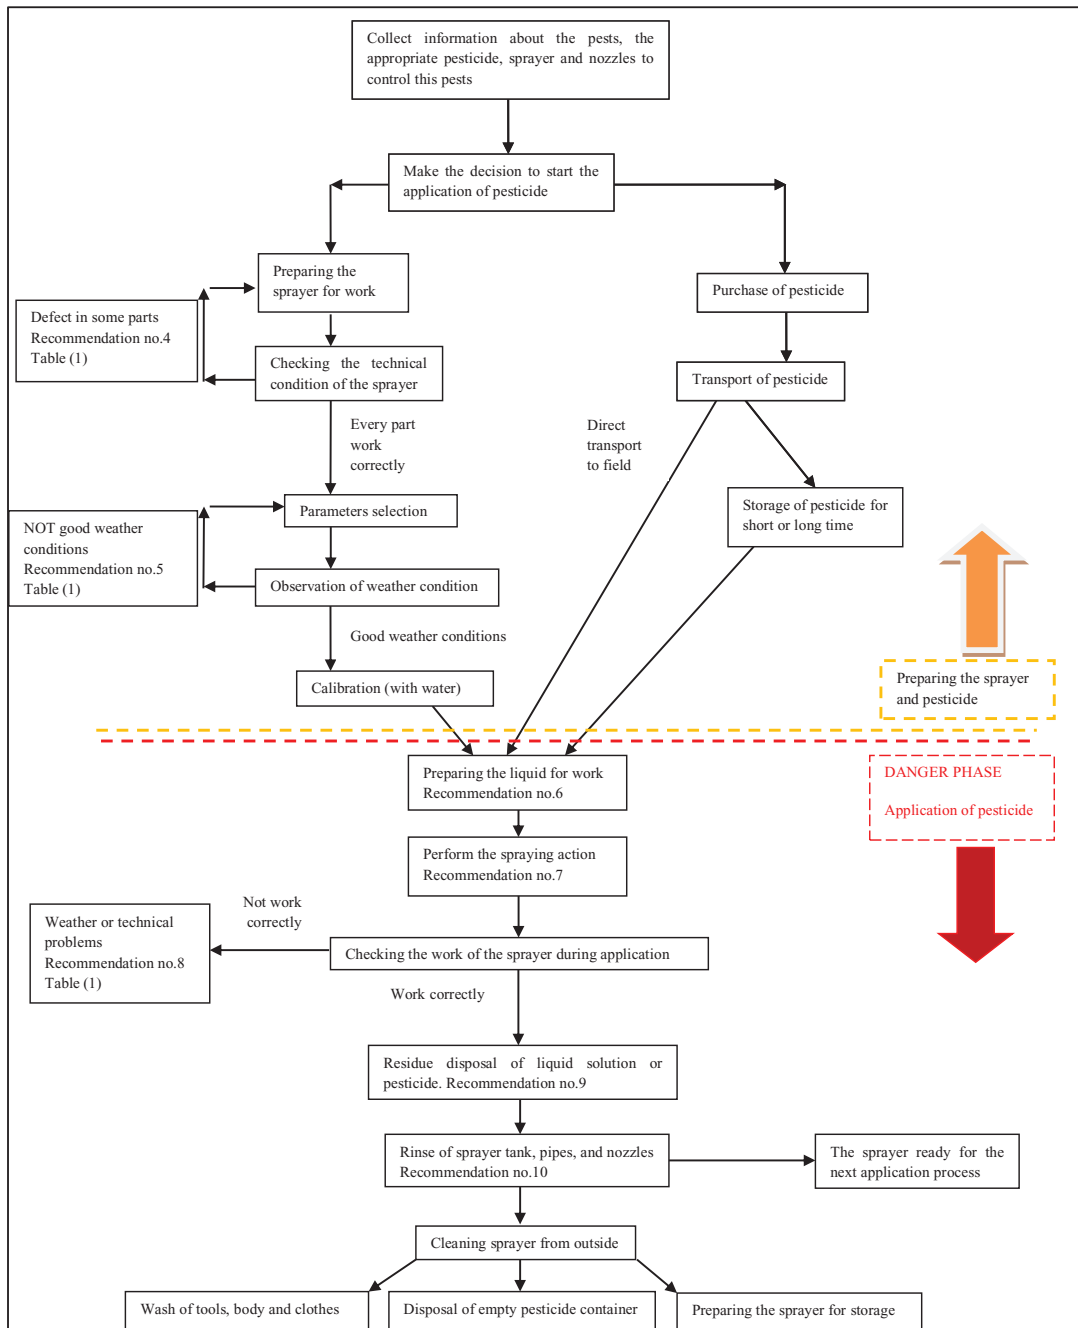 Collect information about the pests, the
appropriate pesticide, sprayer and nozzles to
control this pests
Make the decision to start the
application of pesticide
Preparing the
sprayer for work
Purchase of pesticide
Defect in some parts
Recommendation no.4
Table (1)
Checking the technical
condition of the sprayer
Transport of pesticide
Every part
work
correctly
Direct
transport
to field
Parameters selection
Storage of pesticide for
short or long time
NOT good weather
conditions
Recommendation no.5
Table (1)
Observation of weather condition
Good weather conditions
Calibration (with water)
Preparing the sprayer
and pesticide
Preparing the liquid for work
Recommendation no.6
DANGER PHASE
Application of pesticide
Perform the spraying action
Recommendation no.7
Not work
correctly
Weather or technical
problems
Recommendation no.8
Table (1)
Checking the work of the sprayer during application
Work correctly
Residue disposal of liquid solution or
pesticide. Recommendation no.9
Rinse of sprayer tank, pipes, and nozzles
Recommendation no.10
The sprayer ready for the
next application process
Cleaning sprayer from outside
Wash of tools, body and clothes
Disposal of empty pesticide container
Preparing the sprayer for storage